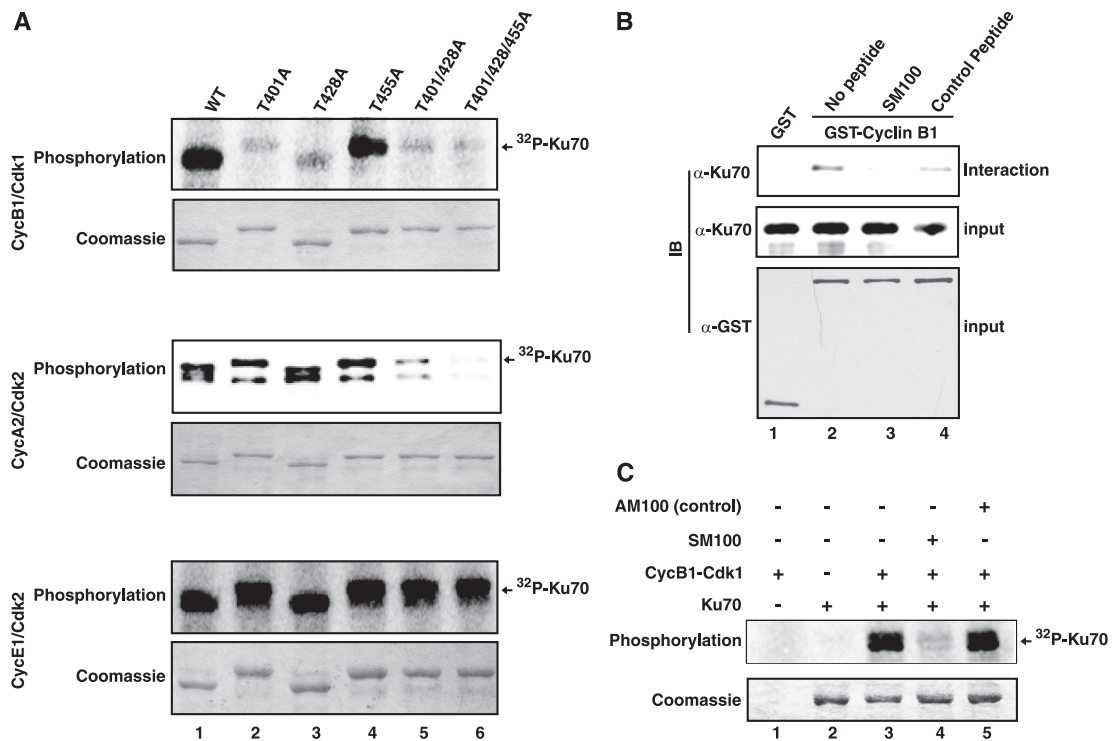 A
WT
T401A
T428A
T455A
T401/428A
T401/428/455A
CycB1/Cdk1
Phosphorylation
32P-Ku70
Coomassie
CycA2/Cdk2
Phosphorylation
32P-Ku70
Coomassie
CycE1/Cdk2
Phosphorylation
32P-Ku70
Coomassie
1 2 3 4 5 6
B
GST
No peptide
SM100
Control Peptide
GST-Cyclin B1
IB
α-Ku70 Interaction
α-Ku70 input
α-GST input
1 2 3 4
C
AM100 (control) - - - - +
SM100 - - - + -
CycB1-Cdk1 + - + + +
Ku70 - + + + +
Phosphorylation
32P-Ku70
Coomassie
1 2 3 4 5